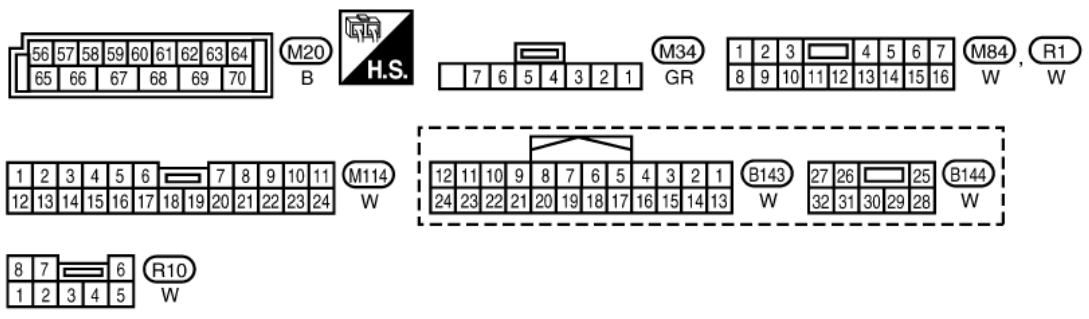 56 57 58 59 60 61 62 63 64
65 66 67 68 69 70
M20
B
H.S.
7 6 5 4 3 2 1
M34
GR
1 2 3 4 5 6 7
8 9 10 11 12 13 14 15 16
M84 , R1
W W
1 2 3 4 5 6 7 8 9 10 11
12 13 14 15 16 17 18 19 20 21 22 23 24
M114
W
12 11 10 9 8 7 6 5 4 3 2 1
24 23 22 21 20 19 18 17 16 15 14 13
B143
W
27 26 25
32 31 30 29 28
B144
W
8 7 6
1 2 3 4 5
R10
W